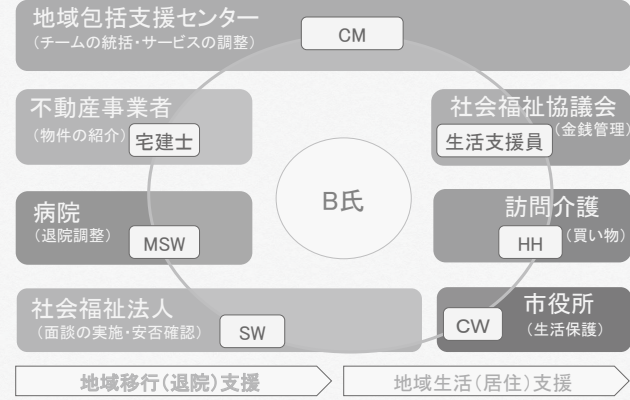 地域包括支援センター
（チームの統括・サービスの調整）
CM
不動産事業者
（物件の紹介）
宅建士
社会福祉協議会
（金銭管理）
生活支援員
B氏
病院
（退院調整）
MSW
訪問介護
（買い物）
HH
社会福祉法人
（面談の実施・安否確認）
SW
市役所
（生活保護）
CW
地域移行（退院）支援
地域生活（居住）支援